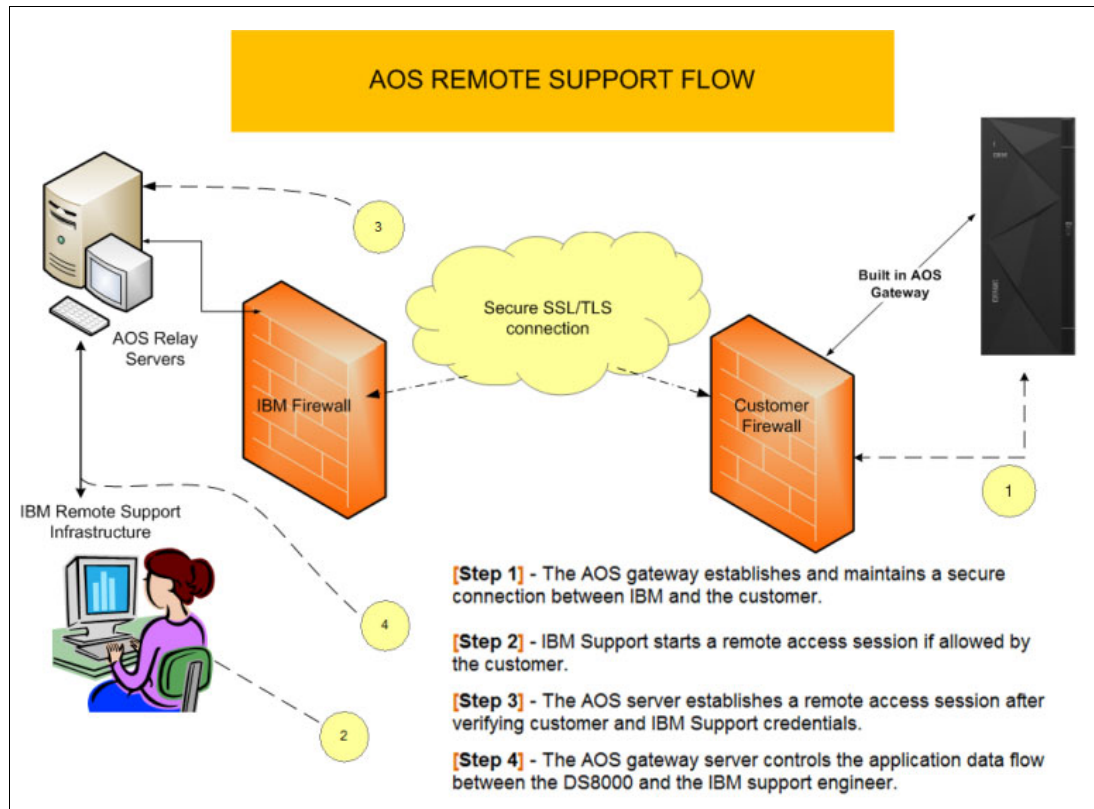 AOS REMOTE SUPPORT FLOW
3
Secure SSL/TLS
connection
Built in AOS
Gateway
IBM
AOS Relay
Servers
IBM Firewall
Customer
Firewall
1
IBM Remote Support
Infrastructure
4
2
[Step 1] - The AOS gateway establishes and maintains a secure
connection between IBM and the customer.
[Step 2] - IBM Support starts a remote access session if allowed by
the customer.
[Step 3] - The AOS server establishes a remote access session after
verifying customer and IBM Support credentials.
[Step 4] - The AOS gateway server controls the application data flow
between the DS8000 and the IBM support engineer.